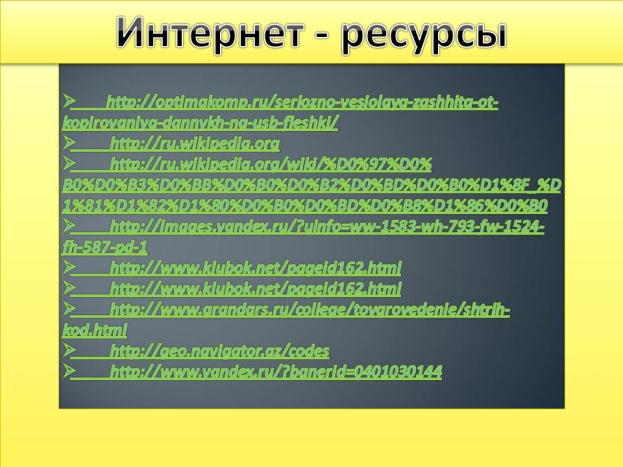 Интернет - ресурсы
➢ http://optimakomp.ru/seriozno-vesjolaya-zashhita-ot-
kopirovaniya-dannykh-na-usb-fleshki/
➢ http://ru.wikipedia.org
➢ http://ru.wikipedia.org/wiki/%D0%97%D0%
B0%D0%B3%D0%BB%D0%B0%D0%B2%D0%BD%D0%B0%D1%8F_%D
1%81%D1%82%D1%80%D0%B0%D0%BD%D0%B8%D1%86%D0%B0
➢ http://images.yandex.ru/?uinfo=ww-1583-wh-793-fw-1524-
fh-587-pd-1
➢ http://www.klubok.net/pageid162.html
➢ http://www.klubok.net/pageid162.html
➢ http://www.grandars.ru/college/tovarovedenie/shtrih-
kod.html
➢ http://geo.navigator.az/codes
➢ http://www.yandex.ru/?banerid=0401030144